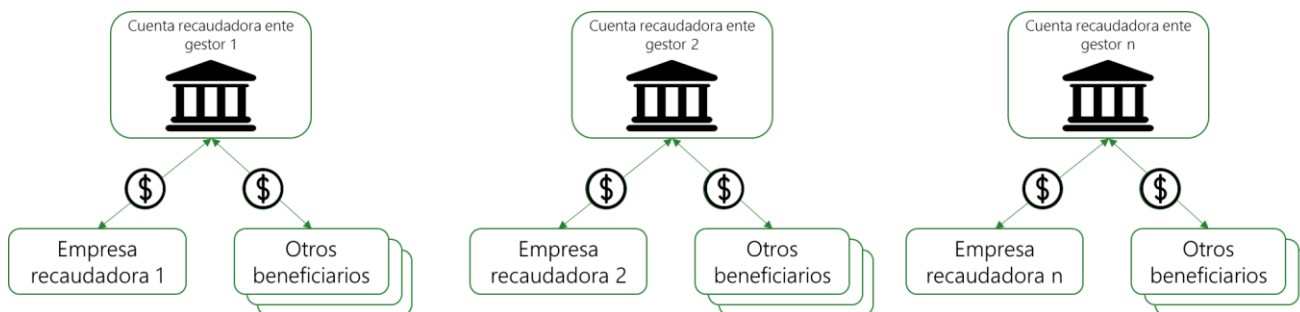 Cuenta recaudadora ente
gestor 1
Cuenta recaudadora ente
gestor 2
Cuenta recaudadora ente
gestor n
$
$
$
$
$
$
Empresa
recaudadora 1
Otros
beneficiarios
Empresa
recaudadora 2
Otros
beneficiarios
Empresa
recaudadora n
Otros
beneficiarios